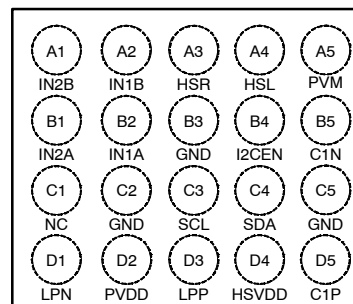 A1 A2 A3 A4 A5
IN2B IN1B HSR HSL PVM
B1 B2 B3 B4 B5
IN2A IN1A GND I2CEN C1N
C1 C2 C3 C4 C5
NC GND SCL SDA GND
D1 D2 D3 D4 D5
LPN PVDD LPP HSVDD C1P